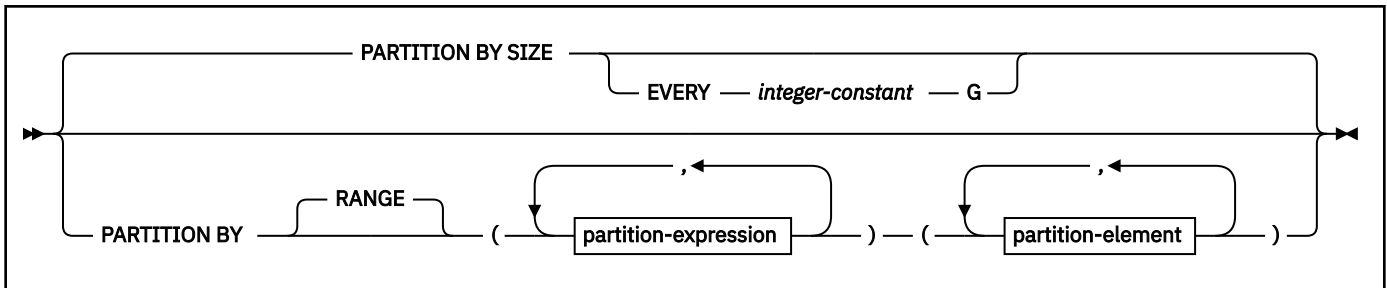 PARTITION BY SIZE
EVERY integer-constant G
, ,
RANGE
PARTITION BY ( partition-expression ) ( partition-element )